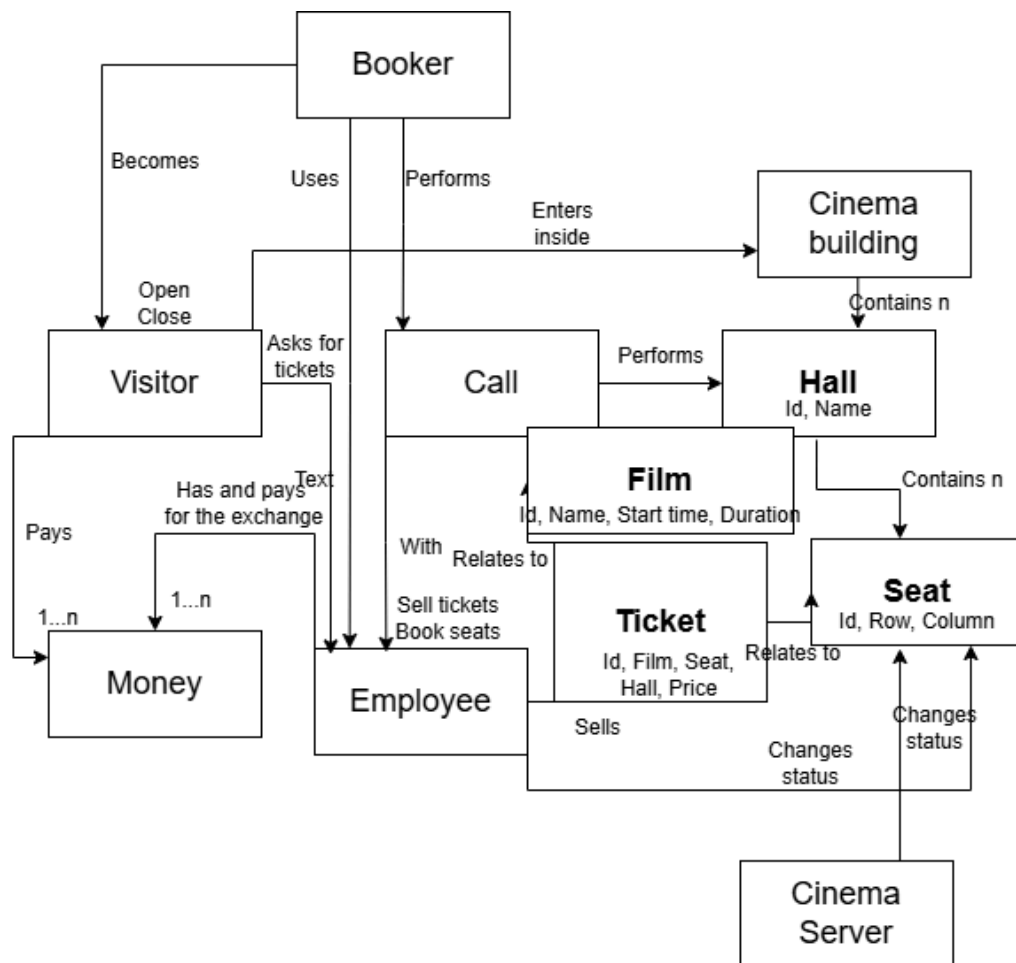 Booker
Becomes
Uses
Performs
Cinema
building
Enters
inside
Open
Close
Contains n
Visitor
Asks for
tickets
Call
Performs
Hall
Id, Name
Film
Id, Name, Start time, Duration
Text
Has and pays
for the exchange
Contains n
Pays
With
Relates to
Seat
Id, Row, Column
1...n
1...n
Sell tickets
Book seats
Ticket
Id, Film, Seat,
Hall, Price
Relates to
Money
Employee
Sells
Changes
status
Changes
status
Cinema
Server